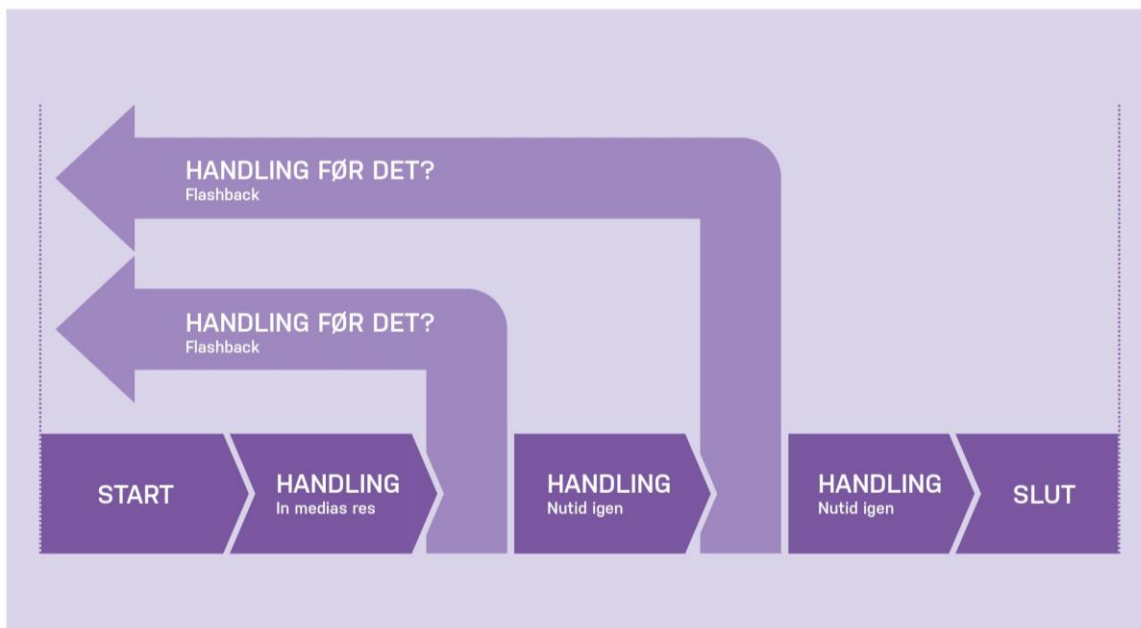 HANDLING FØR DET?
Flashback
HANDLING FØR DET?
Flashback
START
HANDLING
In medias res
HANDLING
Nutid igen
HANDLING
Nutid igen
SLUT